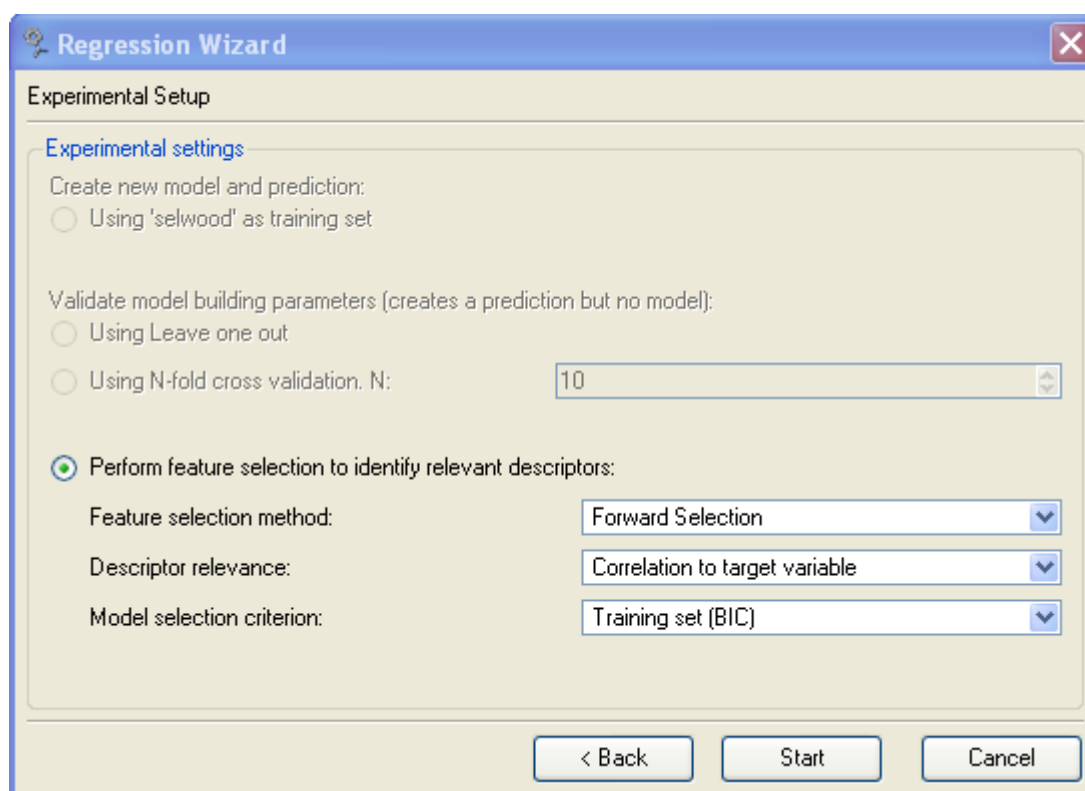 Regression Wizard
Experimental Setup
Experimental settings
Create new model and prediction:
Using 'selwood' as training set
Validate model building parameters (creates a prediction but no model):
Using Leave one out
Using N-fold cross validation. N: 10
Perform feature selection to identify relevant descriptors:
Feature selection method: Forward Selection
Descriptor relevance: Correlation to target variable
Model selection criterion: Training set (BIC)
< Back Start Cancel